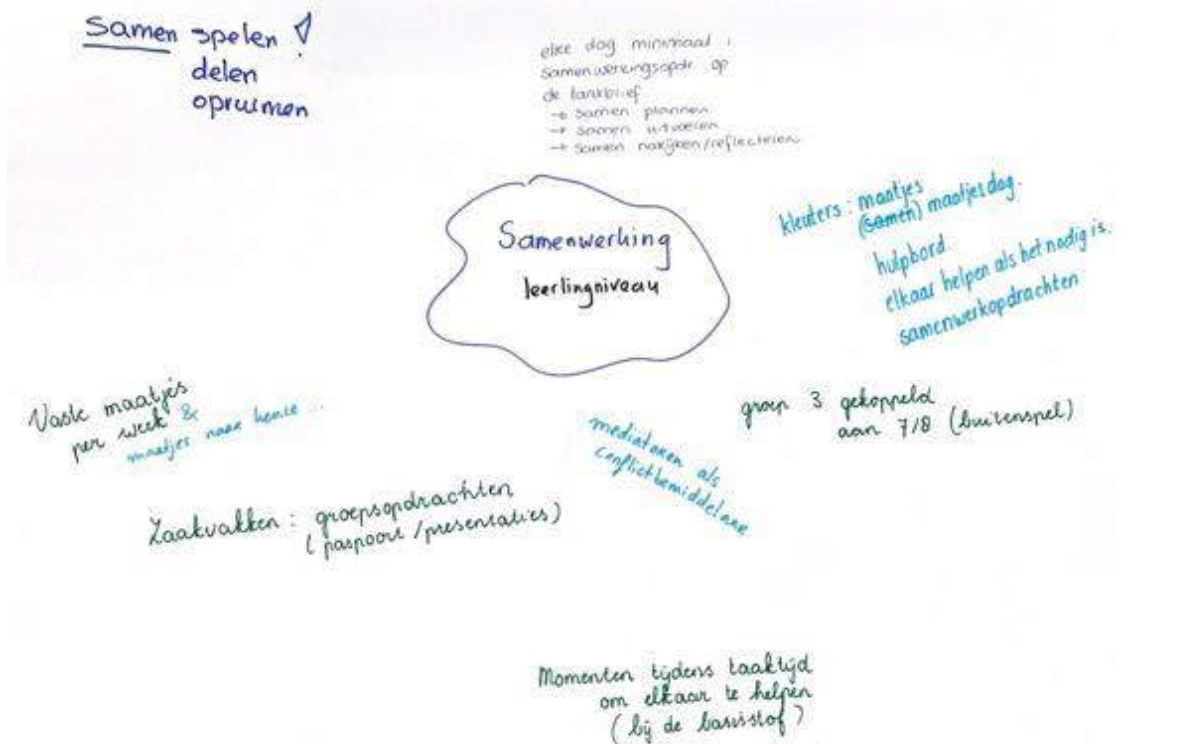 Samen spelen !
delen
opruimen
elke dag minimaal 1
samenwerkingsopdr. op
de taakbrief
→ samen plannen
→ samen uitvoeren
→ samen nakijken/reflecteren
Samenwerking
leerlingniveau
kleuters: maatjes
(samen) maatjesdag.
hulpbord
elkaar helpen als het nodig is.
samenwerkopdrachten
Vaste maatjes
per week &
maatjes naar keuze ...
groep 3 gekoppeld
aan 7/8 (buitenspel)
mediatoren als
conflictbemiddelaar
Zaakvakken: groepsopdrachten
(paspoort/presentaties)
Momenten tijdens taaktijd
om elkaar te helpen
(bij de basisstof)